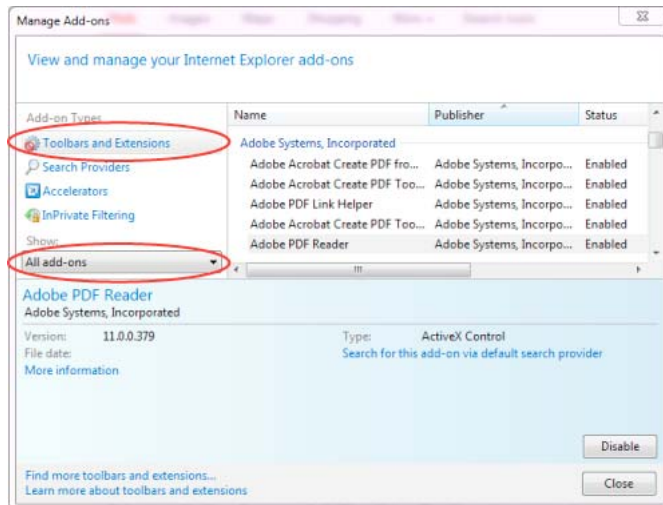 Manage Add-ons
View and manage your Internet Explorer add-ons
Add-on Types
Toolbars and Extensions
Search Providers
Accelerators
InPrivate Filtering
Show:
All add-ons
Name Publisher Status
Adobe Systems, Incorporated
Adobe Acrobat Create PDF fro... Adobe Systems, Incorpo... Enabled
Adobe Acrobat Create PDF Too... Adobe Systems, Incorpo... Enabled
Adobe PDF Link Helper Adobe Systems, Incorpo... Enabled
Adobe Acrobat Create PDF Too... Adobe Systems, Incorpo... Enabled
Adobe PDF Reader Adobe Systems, Incorpo... Enabled
Adobe PDF Reader
Adobe Systems, Incorporated
Version: 11.0.0.379 Type: ActiveX Control
File date: Search for this add-on via default search provider
More information
Disable
Find more toolbars and extensions...
Learn more about toolbars and extensions
Close